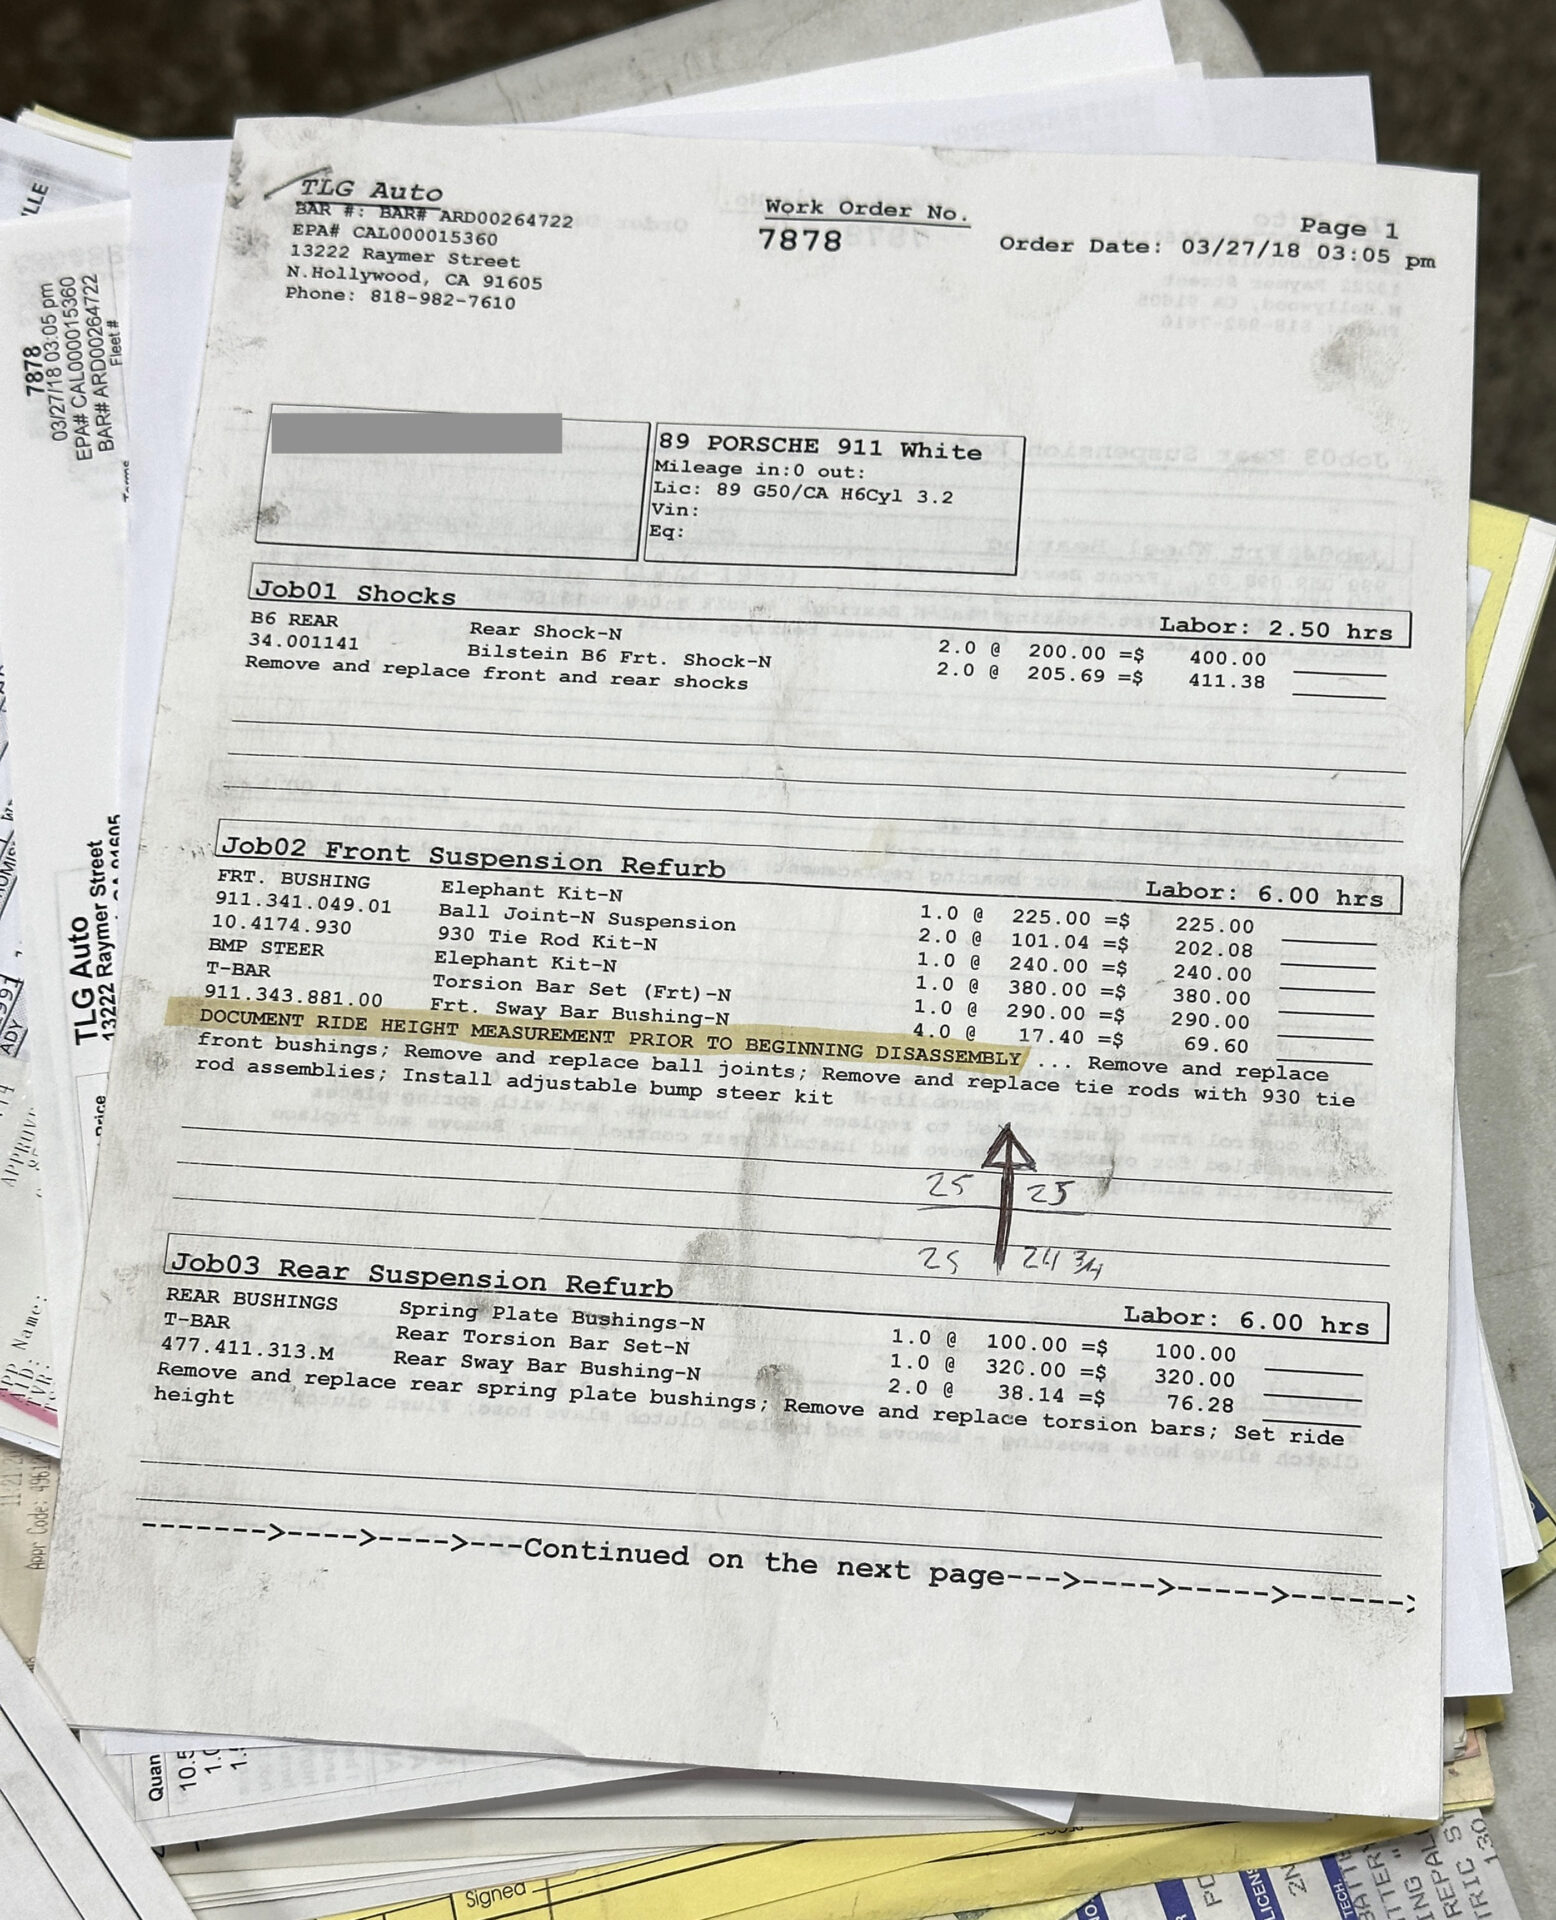 TLG Auto
BAR #: BAR# ARD00264722
EPA# CAL000015360
13222 Raymer Street
N.Hollywood, CA 91605
Phone: 818-982-7610
Work Order No.
7878
Page 1
Order Date: 03/27/18 03:05 pm
89 PORSCHE 911 White
Mileage in:0 out:
Lic: 89 G50/CA H6Cyl 3.2
Vin:
Eq:
Job01 Shocks Labor: 2.50 hrs
B6 REAR Rear Shock-N 2.0 @ 200.00 =$ 400.00
34.001141 Bilstein B6 Frt. Shock-N 2.0 @ 205.69 =$ 411.38
Remove and replace front and rear shocks
Job02 Front Suspension Refurb Labor: 6.00 hrs
FRT. BUSHING Elephant Kit-N 1.0 @ 225.00 =$ 225.00
911.341.049.01 Ball Joint-N Suspension 2.0 @ 101.04 =$ 202.08
10.4174.930 930 Tie Rod Kit-N 1.0 @ 240.00 =$ 240.00
BMP STEER Elephant Kit-N 1.0 @ 380.00 =$ 380.00
T-BAR Torsion Bar Set (Frt)-N 1.0 @ 290.00 =$ 290.00
911.343.881.00 Frt. Sway Bar Bushing-N 4.0 @ 17.40 =$ 69.60
DOCUMENT RIDE HEIGHT MEASUREMENT PRIOR TO BEGINNING DISASSEMBLY ... Remove and replace
front bushings; Remove and replace ball joints; Remove and replace tie rods with 930 tie
rod assemblies; Install adjustable bump steer kit
25 25
25 24 3/4
Job03 Rear Suspension Refurb Labor: 6.00 hrs
REAR BUSHINGS Spring Plate Bushings-N 1.0 @ 100.00 =$ 100.00
T-BAR Rear Torsion Bar Set-N 1.0 @ 320.00 =$ 320.00
477.411.313.M Rear Sway Bar Bushing-N 2.0 @ 38.14 =$ 76.28
Remove and replace rear spring plate bushings; Remove and replace torsion bars; Set ride
height
------->---->---->---Continued on the next page--->---->----->------>
7878
03/27/18 03:05 pm
EPA# CAL000015360
BAR# ARD00264722
Fleet #
TLG Auto
13222 Raymer Street
Price
Name:
Quan
Signed